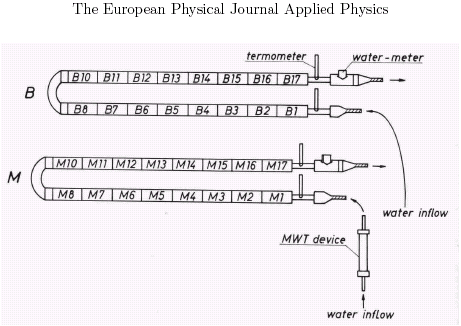 The European Physical Journal Applied Physics
termometer
water-meter
B10 B11 B12 B13 B14 B15 B16 B17
B
B8 B7 B6 B5 B4 B3 B2 B1
M10 M11 M12 M13 M14 M15 M16 M17
M
M8 M7 M6 M5 M4 M3 M2 M1
water inflow
MWT device
water inflow